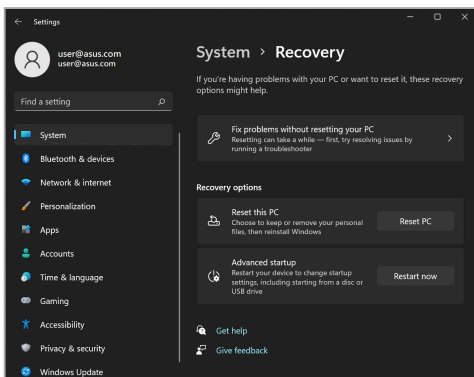 Settings
user@asus.com
user@asus.com
Find a setting
System
Bluetooth & devices
Network & internet
Personalization
Apps
Accounts
Time & language
Gaming
Accessibility
Privacy & security
Windows Update
System > Recovery
If you're having problems with your PC or want to reset it, these recovery
options might help.
Fix problems without resetting your PC
Resetting can take a while — first, try resolving issues by
running a troubleshooter
Recovery options
Reset this PC
Choose to keep or remove your personal
files, then reinstall Windows
Reset PC
Advanced startup
Restart your device to change startup
settings, including starting from a disc or
USB drive
Restart now
Get help
Give feedback